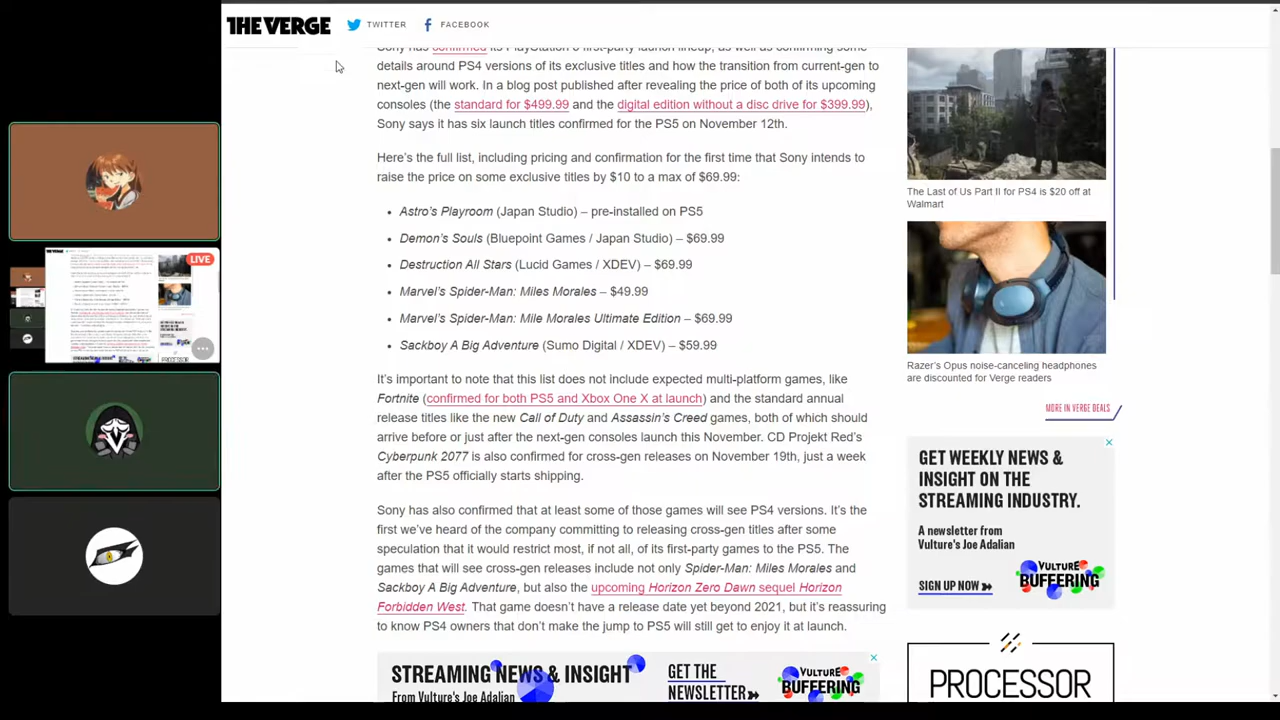 THE VERGE
TWITTER
FACEBOOK
Sony has confirmed its PlayStation 5 first-party launch lineup, as well as confirming some
details around PS4 versions of its exclusive titles and how the transition from current-gen to
next-gen will work. In a blog post published after revealing the price of both of its upcoming
consoles (the standard for $499.99 and the digital edition without a disc drive for $399.99),
Sony says it has six launch titles confirmed for the PS5 on November 12th.
Here's the full list, including pricing and confirmation for the first time that Sony intends to
raise the price on some exclusive titles by $10 to a max of $69.99:
• Astro's Playroom (Japan Studio) – pre-installed on PS5
• Demon's Souls (Bluepoint Games / Japan Studio) – $69.99
• Destruction All Stars (Lucid Games / XDEV) – $69.99
• Marvel's Spider-Man: Miles Morales – $49.99
• Marvel's Spider-Man: Mile Morales Ultimate Edition – $69.99
• Sackboy A Big Adventure (Sumo Digital / XDEV) – $59.99
It's important to note that this list does not include expected multi-platform games, like
Fortnite (confirmed for both PS5 and Xbox One X at launch) and the standard annual
release titles like the new Call of Duty and Assassin's Creed games, both of which should
arrive before or just after the next-gen consoles launch this November. CD Projekt Red's
Cyberpunk 2077 is also confirmed for cross-gen releases on November 19th, just a week
after the PS5 officially starts shipping.
Sony has also confirmed that at least some of those games will see PS4 versions. It's the
first we've heard of the company committing to releasing cross-gen titles after some
speculation that it would restrict most, if not all, of its first-party games to the PS5. The
games that will see cross-gen releases include not only Spider-Man: Miles Morales and
Sackboy A Big Adventure, but also the upcoming Horizon Zero Dawn sequel Horizon
Forbidden West. That game doesn't have a release date yet beyond 2021, but it's reassuring
to know PS4 owners that don't make the jump to PS5 will still get to enjoy it at launch.
STREAMING NEWS & INSIGHT
From Vulture's Joe Adalian
GET THE
NEWSLETTER
VULTURE
BUFFERING
The Last of Us Part II for PS4 is $20 off at
Walmart
Razer's Opus noise-canceling headphones
are discounted for Verge readers
MORE IN VERGE DEALS
GET WEEKLY NEWS &
INSIGHT ON THE
STREAMING INDUSTRY.
A newsletter from
Vulture's Joe Adalian
SIGN UP NOW
VULTURE
BUFFERING
PROCESSOR
LIVE